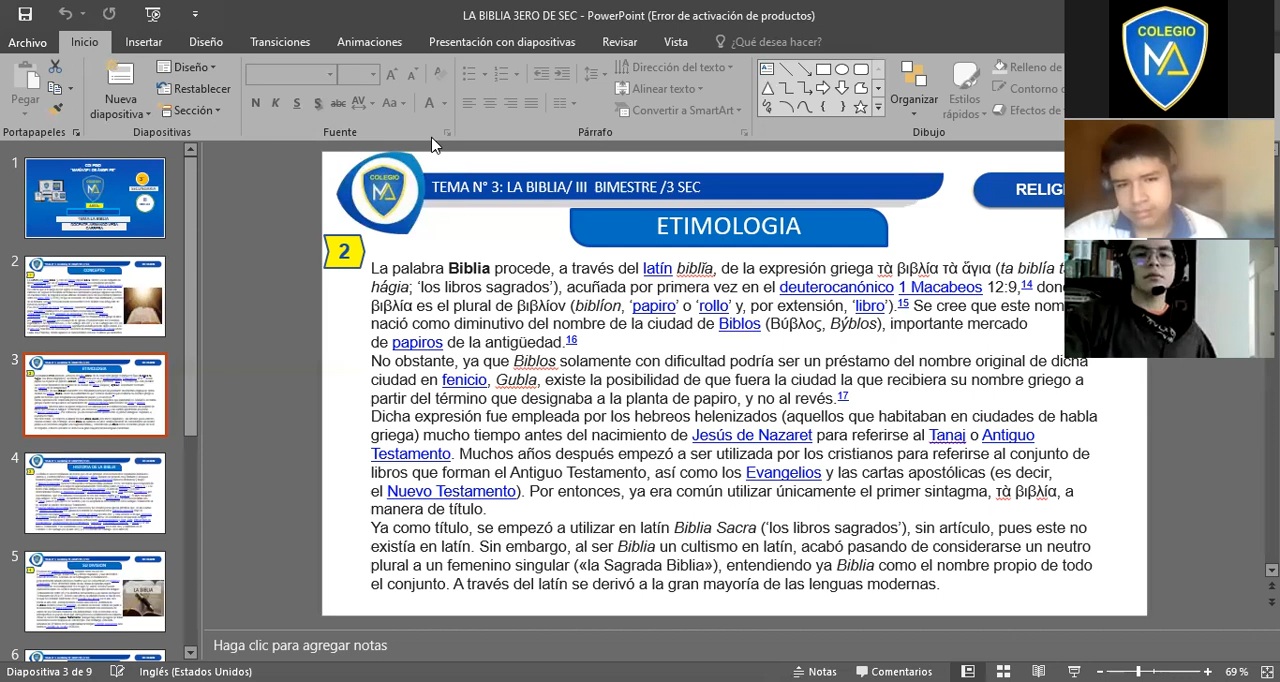 LA BIBLIA 3ERO DE SEC - PowerPoint (Error de activación de productos)
Archivo Inicio Insertar Diseño Transiciones Animaciones Presentación con diapositivas Revisar Vista ¿Qué desea hacer?
Pegar
Nueva diapositiva
Diseño
Restablecer
Sección
N K S S abc AV Aa A
Dirección del texto
Alinear texto
Convertir a SmartArt
Organizar
Estilos rápidos
Relleno de
Contorno
Efectos de
Portapapeles Diapositivas Fuente Párrafo Dibujo
COLEGIO
1
2
3
4
5
6
COLEGIO
TEMA N° 3: LA BIBLIA/ III BIMESTRE /3 SEC
RELIG
ETIMOLOGIA
2
La palabra Biblia procede, a través del latín biblĭa, de la expresión griega τὰ βιβλία τὰ ἅγια (ta biblía ta
hágia; 'los libros sagrados'), acuñada por primera vez en el deuterocanónico 1 Macabeos 12:9,14
βιβλία es el plural de βιβλίον (biblíon, 'papiro' o 'rollo' y, por extensión, 'libro').15 Se cree que este
nació como diminutivo del nombre de la ciudad de Biblos (Βύβλος, Býblos), importante mercado
de papiros de la antigüedad.16
No obstante, ya que Biblos solamente con dificultad podría ser un préstamo del nombre original de dicha
ciudad en fenicio, existe la posibilidad de que fuera la ciudad la que recibiera su nombre griego a
partir del término que designaba a la planta de papiro, y no al revés.17
Dicha expresión fue empleada por los hebreos helenizados (aquellos que habitaban en ciudades de habla
griega) mucho tiempo antes del nacimiento de Jesús de Nazaret para referirse al Tanaj o Antiguo
Testamento. Muchos años después empezó a ser utilizada por los cristianos para referirse al conjunto de
libros que forman el Antiguo Testamento, así como los Evangelios y las cartas apostólicas (es decir,
el Nuevo Testamento). Por entonces, ya era común utilizar únicamente el primer sintagma, τὰ βιβλία, a
manera de título.
Ya como título, se empezó a utilizar en latín Biblia Sacra ('los libros sagrados'), sin artículo, pues este no
existía en latín. Sin embargo, al ser Biblia un cultismo en latín, acabó pasando de considerarse un neutro
plural a un femenino singular («la Sagrada Biblia»), entendiendo ya Biblia como el nombre propio de todo
el conjunto. A través del latín se derivó a la gran mayoría de las lenguas modernas.
Haga clic para agregar notas
Diapositiva 3 de 9 Inglés (Estados Unidos) Notas Comentarios 69 %